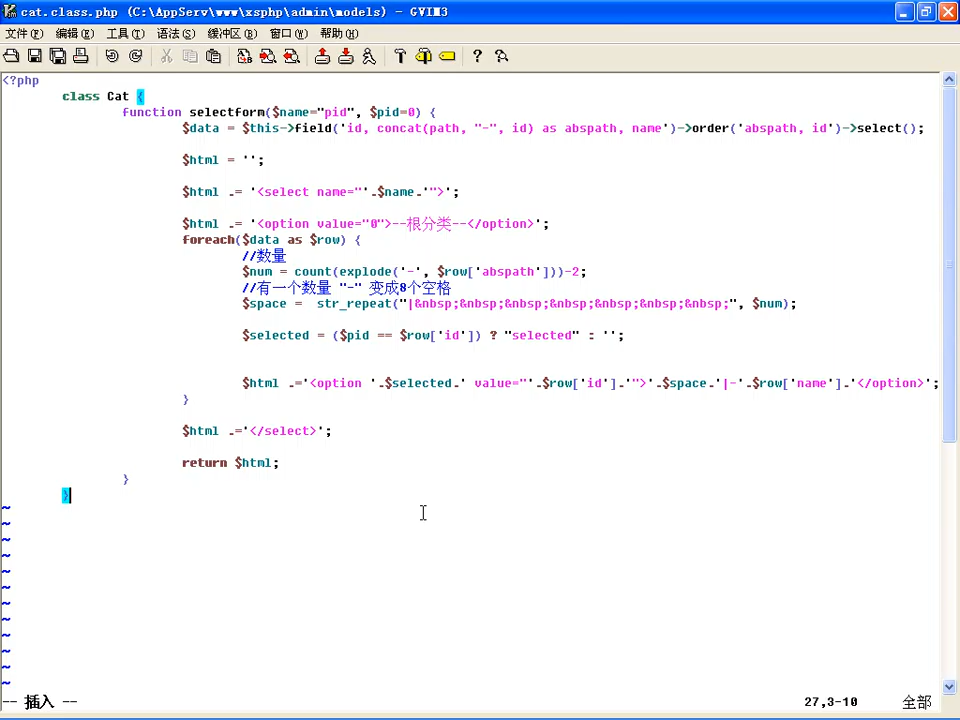 cat.class.php (C:\AppServ\www\xsphp\admin\models) - GVIM3
文件(F) 编辑(E) 工具(T) 语法(S) 缓冲区(B) 窗口(W) 帮助(H)
<?php
class Cat {
function selectform($name="pid", $pid=0) {
$data = $this->field('id, concat(path, "-", id) as abspath, name')->order('abspath, id')->select();
$html = '';
$html .= '<select name="'.$name.'">';
$html .= '<option value="0">--根分类--</option>';
foreach($data as $row) {
//数量
$num = count(explode('-', $row['abspath']))-2;
//有一个数量 "-" 变成8个空格
$space =  str_repeat("|&nbsp;&nbsp;&nbsp;&nbsp;&nbsp;&nbsp;&nbsp;", $num);
$selected = ($pid == $row['id']) ? "selected" : '';
$html .='<option '.$selected.' value="'.$row['id'].'">'.$space.'|-'.$row['name'].'</option>';
}
$html .='</select>';
return $html;
}
}
~
~
~
~
~
~
~
~
~
~
~
~
-- 插入 -- 27,3-10 全部